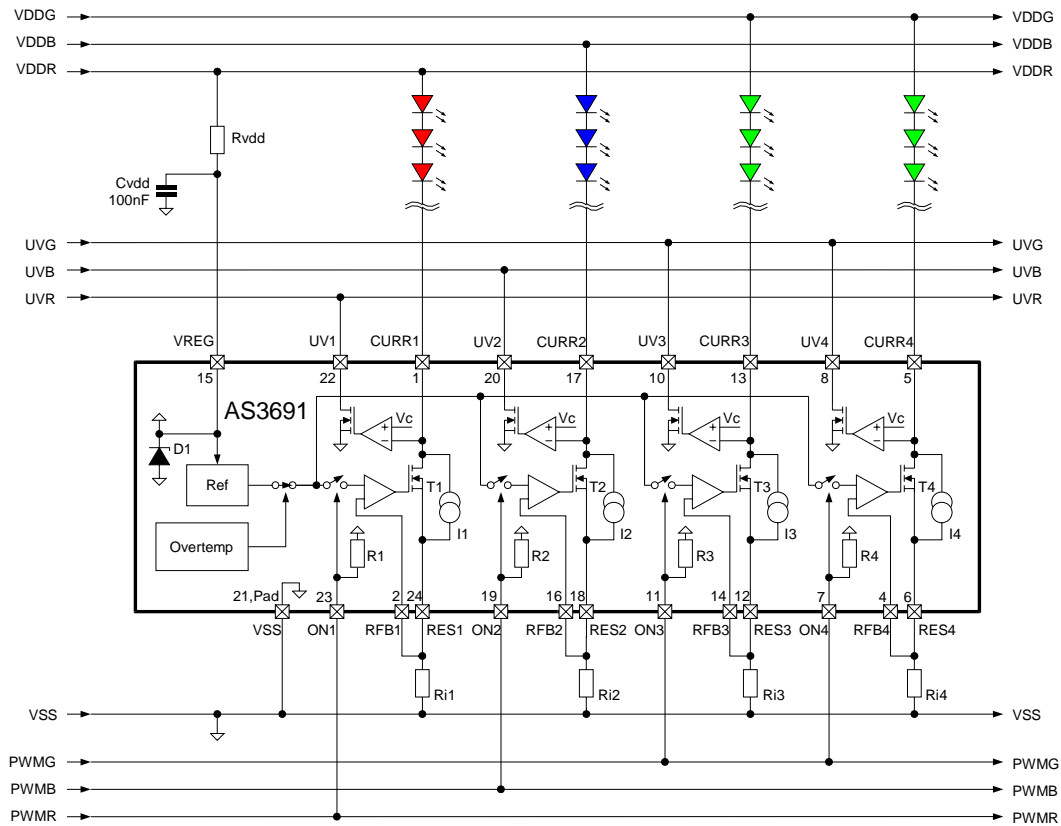 VDDG VDDG
VDDB VDDB
VDDR VDDR
Rvdd
Cvdd
100nF
UVG UVG
UVB UVB
UVR UVR
VREG UV1 CURR1 UV2 CURR2 UV3 CURR3 UV4 CURR4
15 22 1 20 17 10 13 8 5
AS3691
Vc Vc Vc Vc
D1
Ref T1 T2 T3 T4
I1 I2 I3 I4
Overtemp R1 R2 R3 R4
21,Pad 23 2 24 19 16 18 11 14 12 7 4 6
VSS ON1 RFB1 RES1 ON2 RFB2 RES2 ON3 RFB3 RES3 ON4 RFB4 RES4
Ri1 Ri2 Ri3 Ri4
VSS VSS
PWMG PWMG
PWMB PWMB
PWMR PWMR